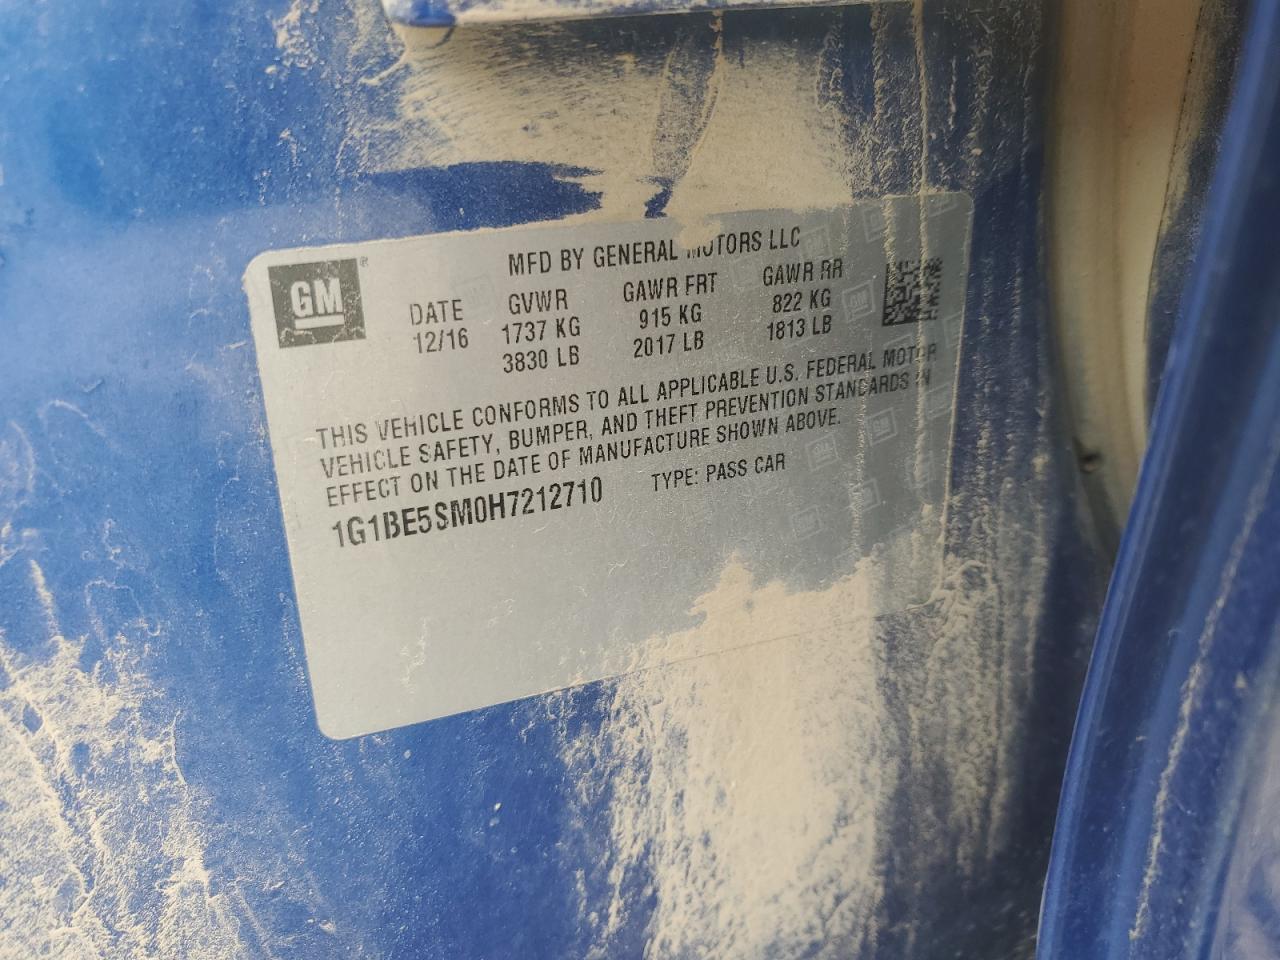 GM®
MFD BY GENERAL MOTORS LLC
DATE GVWR GAWR FRT GAWR RR
12/16 1737 KG 915 KG 822 KG
3830 LB 2017 LB 1813 LB
THIS VEHICLE CONFORMS TO ALL APPLICABLE U.S. FEDERAL MOTOR
VEHICLE SAFETY, BUMPER, AND THEFT PREVENTION STANDARDS IN
EFFECT ON THE DATE OF MANUFACTURE SHOWN ABOVE.
1G1BE5SM0H7212710 TYPE: PASS CAR